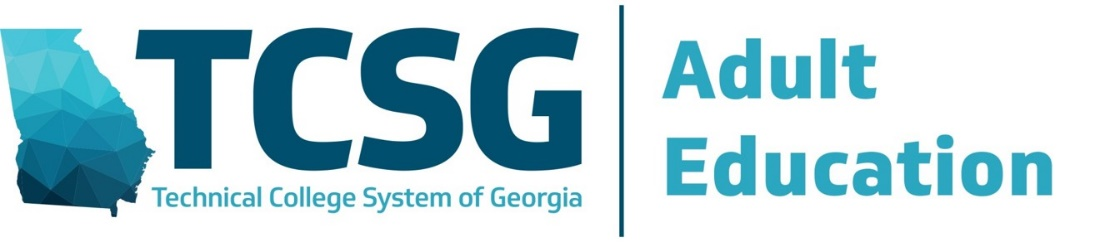 TCSG
Technical College System of Georgia
Adult
Education